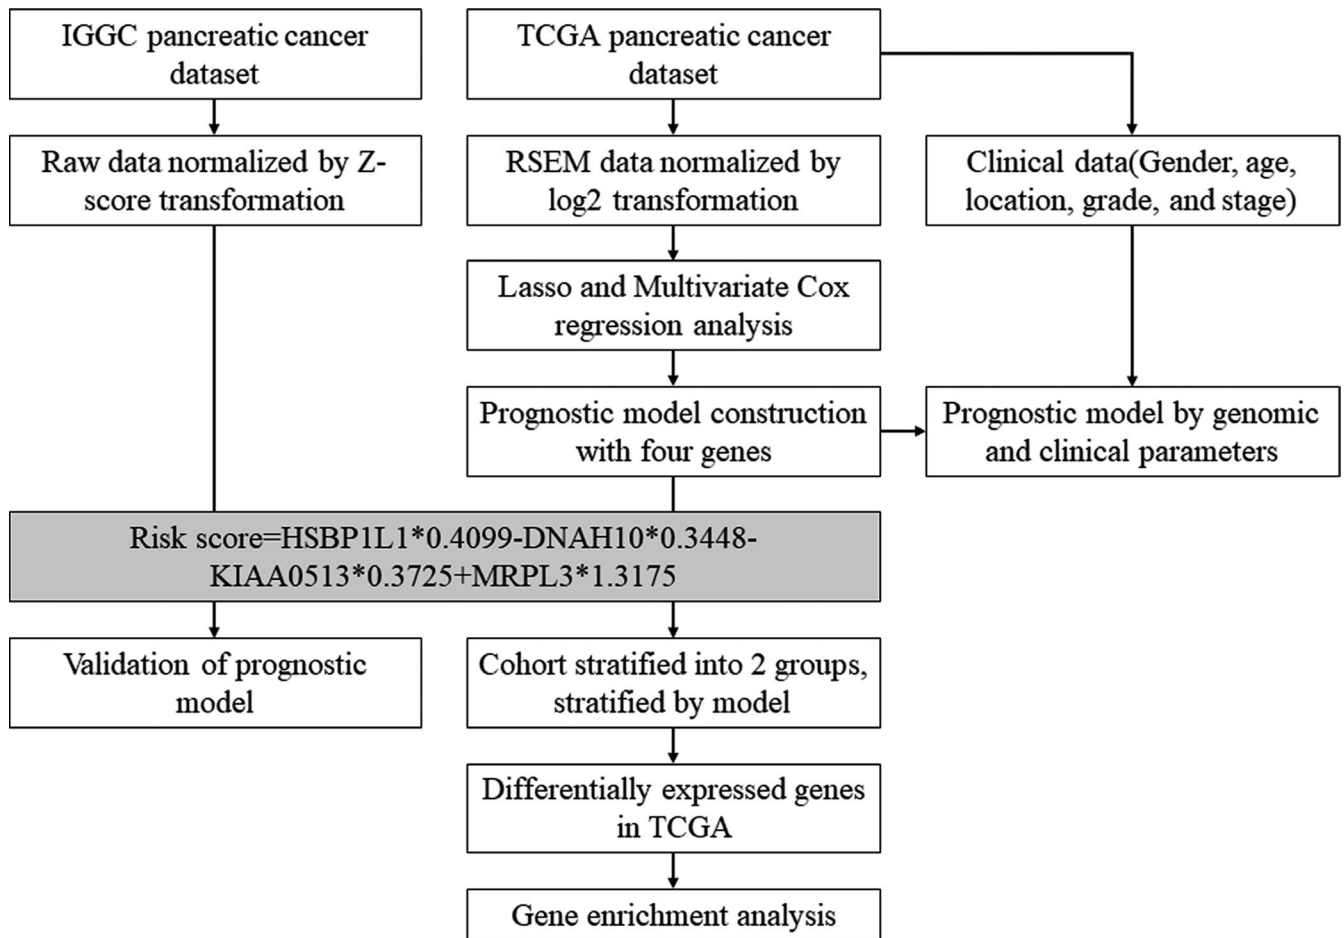 IGGC pancreatic cancer
dataset
TCGA pancreatic cancer
dataset
Raw data normalized by Z-
score transformation
RSEM data normalized by
log2 transformation
Clinical data(Gender, age,
location, grade, and stage)
Lasso and Multivariate Cox
regression analysis
Prognostic model construction
with four genes
Prognostic model by genomic
and clinical parameters
Risk score=HSBP1L1*0.4099-DNAH10*0.3448-
KIAA0513*0.3725+MRPL3*1.3175
Validation of prognostic
model
Cohort stratified into 2 groups,
stratified by model
Differentially expressed genes
in TCGA
Gene enrichment analysis